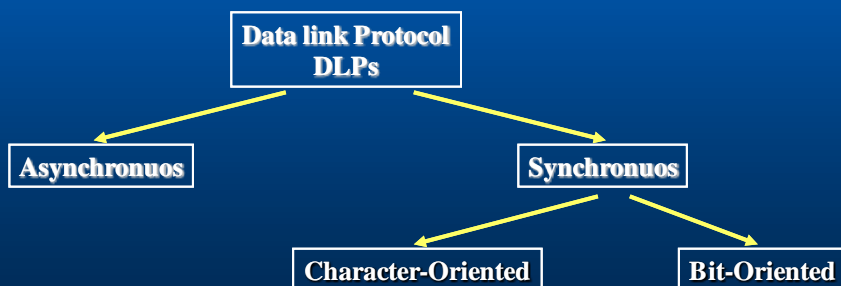 Data link Protocol
DLPs
Asynchronuos
Synchronuos
Character-Oriented
Bit-Oriented